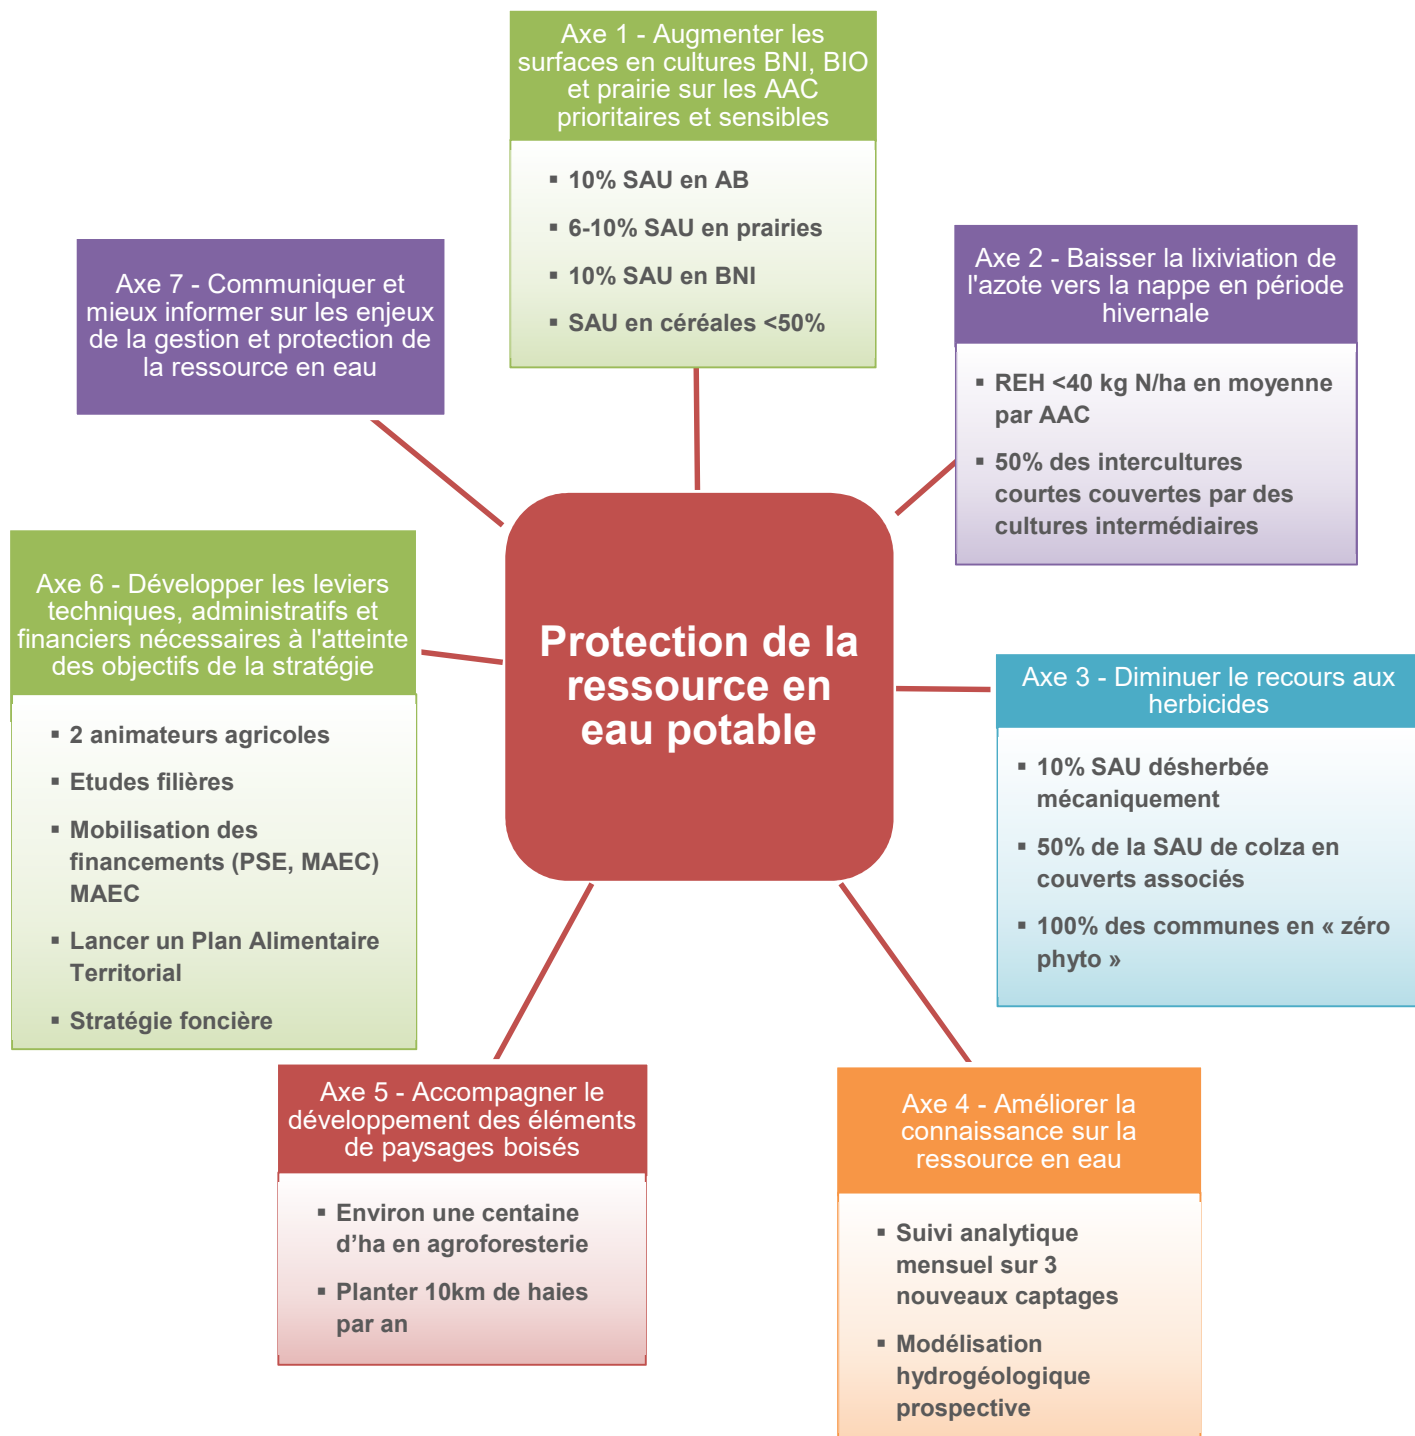 Axe 1 - Augmenter les
surfaces en cultures BNI, BIO
et prairie sur les AAC
prioritaires et sensibles
▪ 10% SAU en AB
▪ 6-10% SAU en prairies
▪ 10% SAU en BNI
▪ SAU en céréales <50%
Axe 2 - Baisser la lixiviation de
l'azote vers la nappe en période
hivernale
▪ REH <40 kg N/ha en moyenne
par AAC
▪ 50% des intercultures
courtes couvertes par des
cultures intermédiaires
Axe 3 - Diminuer le recours aux
herbicides
▪ 10% SAU désherbée
mécaniquement
▪ 50% de la SAU de colza en
couverts associés
▪ 100% des communes en « zéro
phyto »
Axe 4 - Améliorer la
connaissance sur la
ressource en eau
▪ Suivi analytique
mensuel sur 3
nouveaux captages
▪ Modélisation
hydrogéologique
prospective
Axe 5 - Accompagner le
développement des éléments
de paysages boisés
▪ Environ une centaine
d’ha en agroforesterie
▪ Planter 10km de haies
par an
Axe 6 - Développer les leviers
techniques, administratifs et
financiers nécessaires à l'atteinte
des objectifs de la stratégie
▪ 2 animateurs agricoles
▪ Etudes filières
▪ Mobilisation des
financements (PSE, MAEC)
MAEC
▪ Lancer un Plan Alimentaire
Territorial
▪ Stratégie foncière
Axe 7 - Communiquer et
mieux informer sur les enjeux
de la gestion et protection de
la ressource en eau
Protection de la
ressource en
eau potable